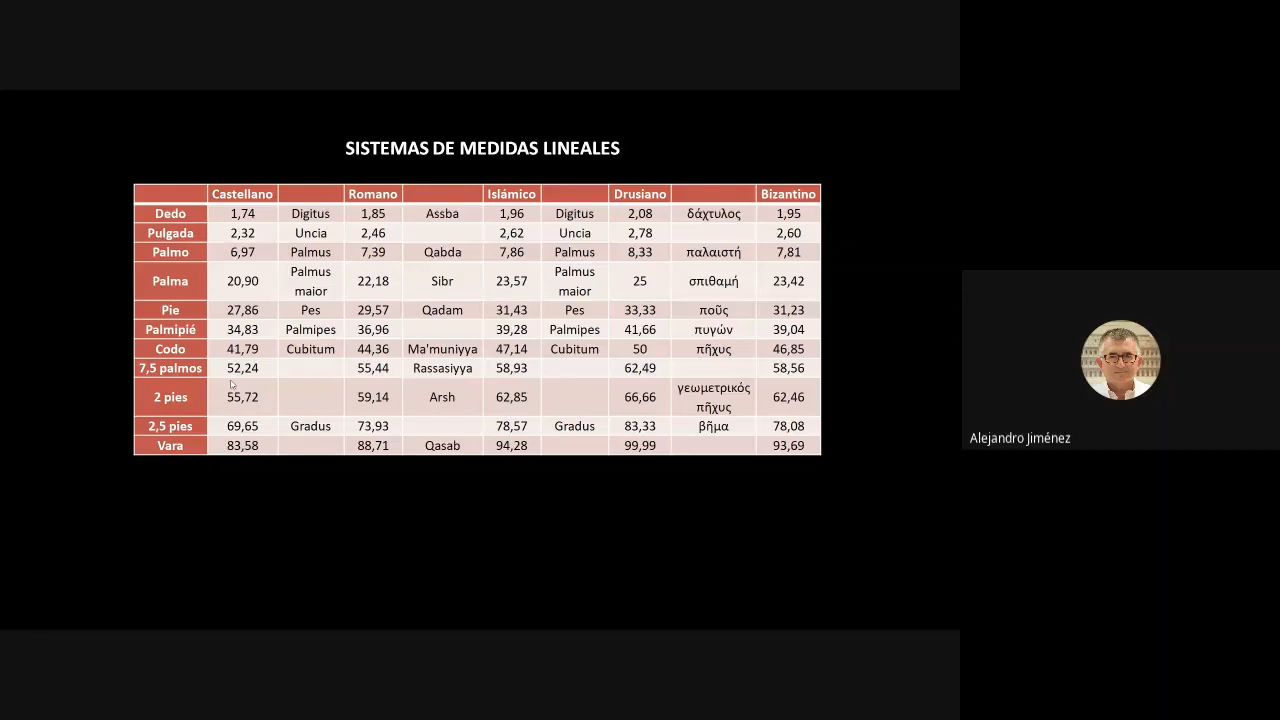 SISTEMAS DE MEDIDAS LINEALES
Castellano Romano Islámico Drusiano Bizantino
Dedo 1,74 Digitus 1,85 Assba 1,96 Digitus 2,08 δάχτυλος 1,95
Pulgada 2,32 Uncia 2,46 2,62 Uncia 2,78 2,60
Palmo 6,97 Palmus 7,39 Qabda 7,86 Palmus 8,33 παλαιστή 7,81
Palma 20,90 Palmus maior 22,18 Sibr 23,57 Palmus maior 25 σπιθαμή 23,42
Pie 27,86 Pes 29,57 Qadam 31,43 Pes 33,33 ποῦς 31,23
Palmipié 34,83 Palmipes 36,96 39,28 Palmipes 41,66 πυγών 39,04
Codo 41,79 Cubitum 44,36 Ma'muniyya 47,14 Cubitum 50 πῆχυς 46,85
7,5 palmos 52,24 55,44 Rassasiyya 58,93 62,49 58,56
2 pies 55,72 59,14 Arsh 62,85 66,66 γεωμετρικός πῆχυς 62,46
2,5 pies 69,65 Gradus 73,93 78,57 Gradus 83,33 βῆμα 78,08
Vara 83,58 88,71 Qasab 94,28 99,99 93,69
Alejandro Jiménez